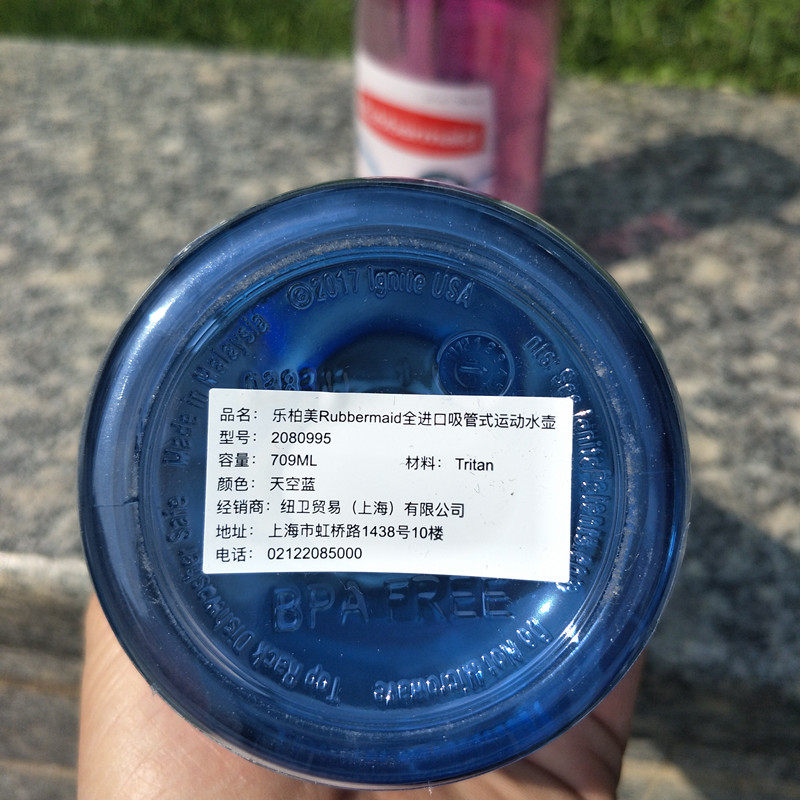 ©2017 Ignite USA
Made in Malaysia
品名： 乐柏美Rubbermaid全进口吸管式运动水壶
型号： 2080995
容量： 709ML 材料： Tritan
颜色： 天空蓝
经销商：纽卫贸易（上海）有限公司
地址： 上海市虹桥路1438号10楼
电话： 02122085000
BPA FREE
Top Rack Dishwasher Safe
Do Not Microwave